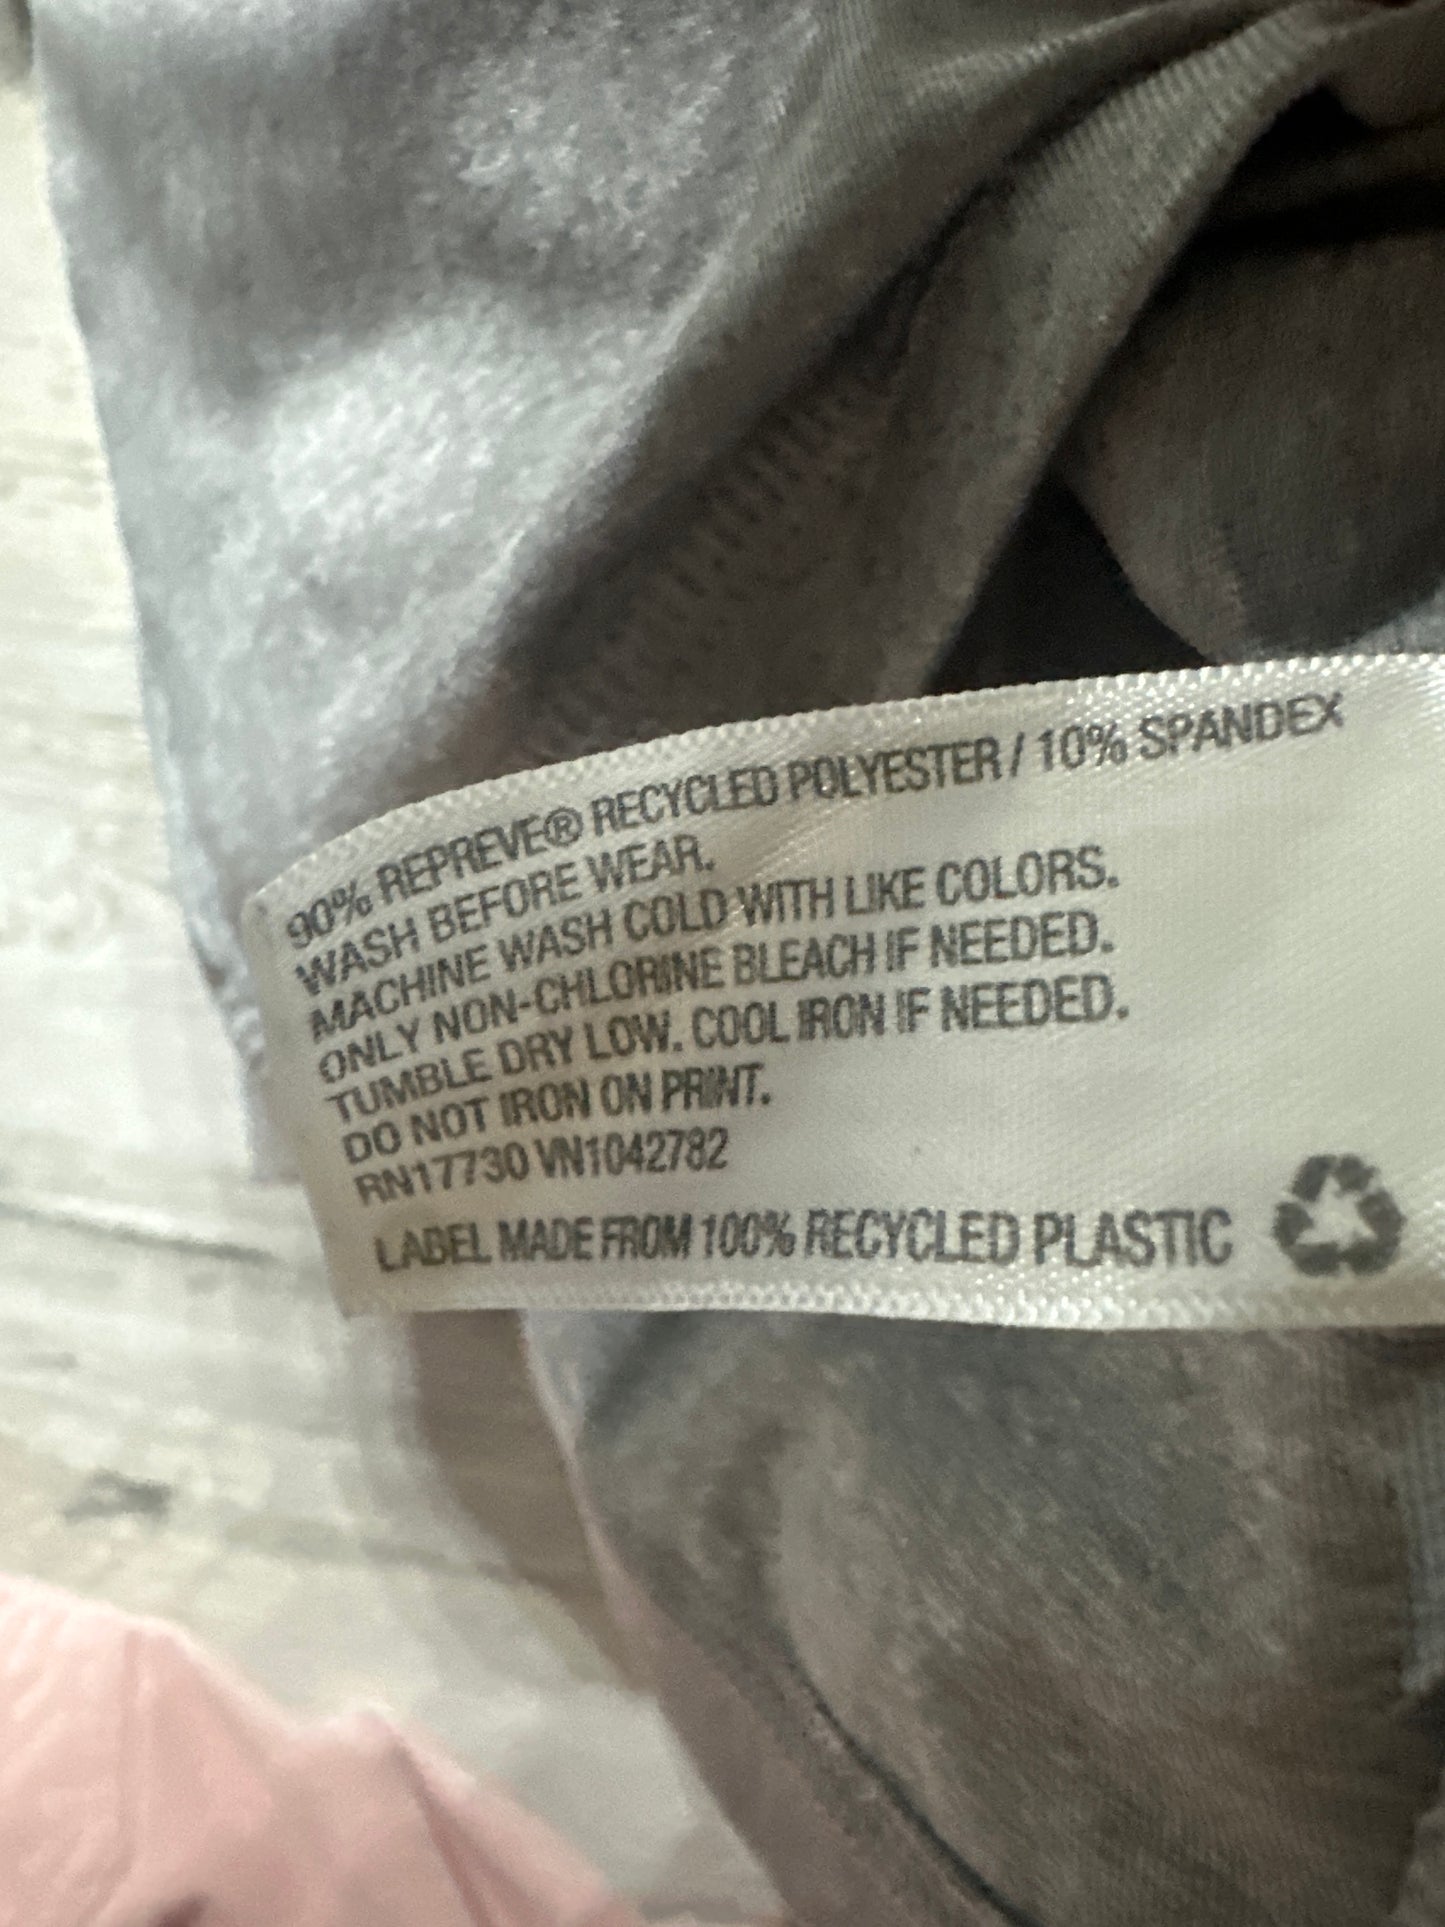 90% REPREVE® RECYCLED POLYESTER / 10% SPANDEX
WASH BEFORE WEAR.
MACHINE WASH COLD WITH LIKE COLORS.
ONLY NON-CHLORINE BLEACH IF NEEDED.
TUMBLE DRY LOW. COOL IRON IF NEEDED.
DO NOT IRON ON PRINT.
RN17730 VN1042782
LABEL MADE FROM 100% RECYCLED PLASTIC